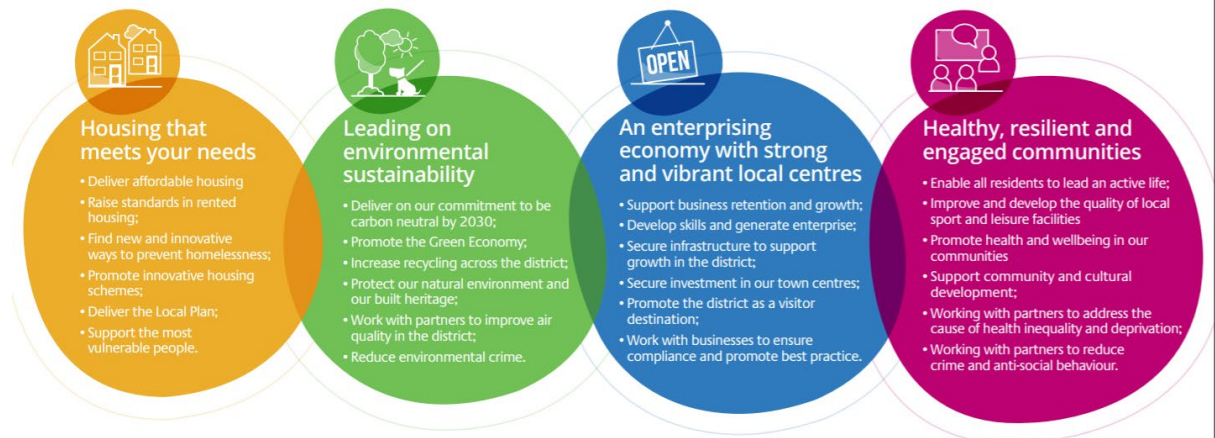 Housing that
meets your needs
• Deliver affordable housing
• Raise standards in rented
housing;
• Find new and innovative
ways to prevent homelessness;
• Promote innovative housing
schemes;
• Deliver the Local Plan;
• Support the most
vulnerable people.
Leading on
environmental
sustainability
• Deliver on our commitment to be
carbon neutral by 2030;
• Promote the Green Economy;
• Increase recycling across the district;
• Protect our natural environment and
our built heritage;
• Work with partners to improve air
quality in the district;
• Reduce environmental crime.
OPEN
An enterprising
economy with strong
and vibrant local centres
• Support business retention and growth;
• Develop skills and generate enterprise;
• Secure infrastructure to support
growth in the district;
• Secure investment in our town centres;
• Promote the district as a visitor
destination;
• Work with businesses to ensure
compliance and promote best practice.
Healthy, resilient and
engaged communities
• Enable all residents to lead an active life;
• Improve and develop the quality of local
sport and leisure facilities
• Promote health and wellbeing in our
communities
• Support community and cultural
development;
• Working with partners to address the
cause of health inequality and deprivation;
• Working with partners to reduce
crime and anti-social behaviour.